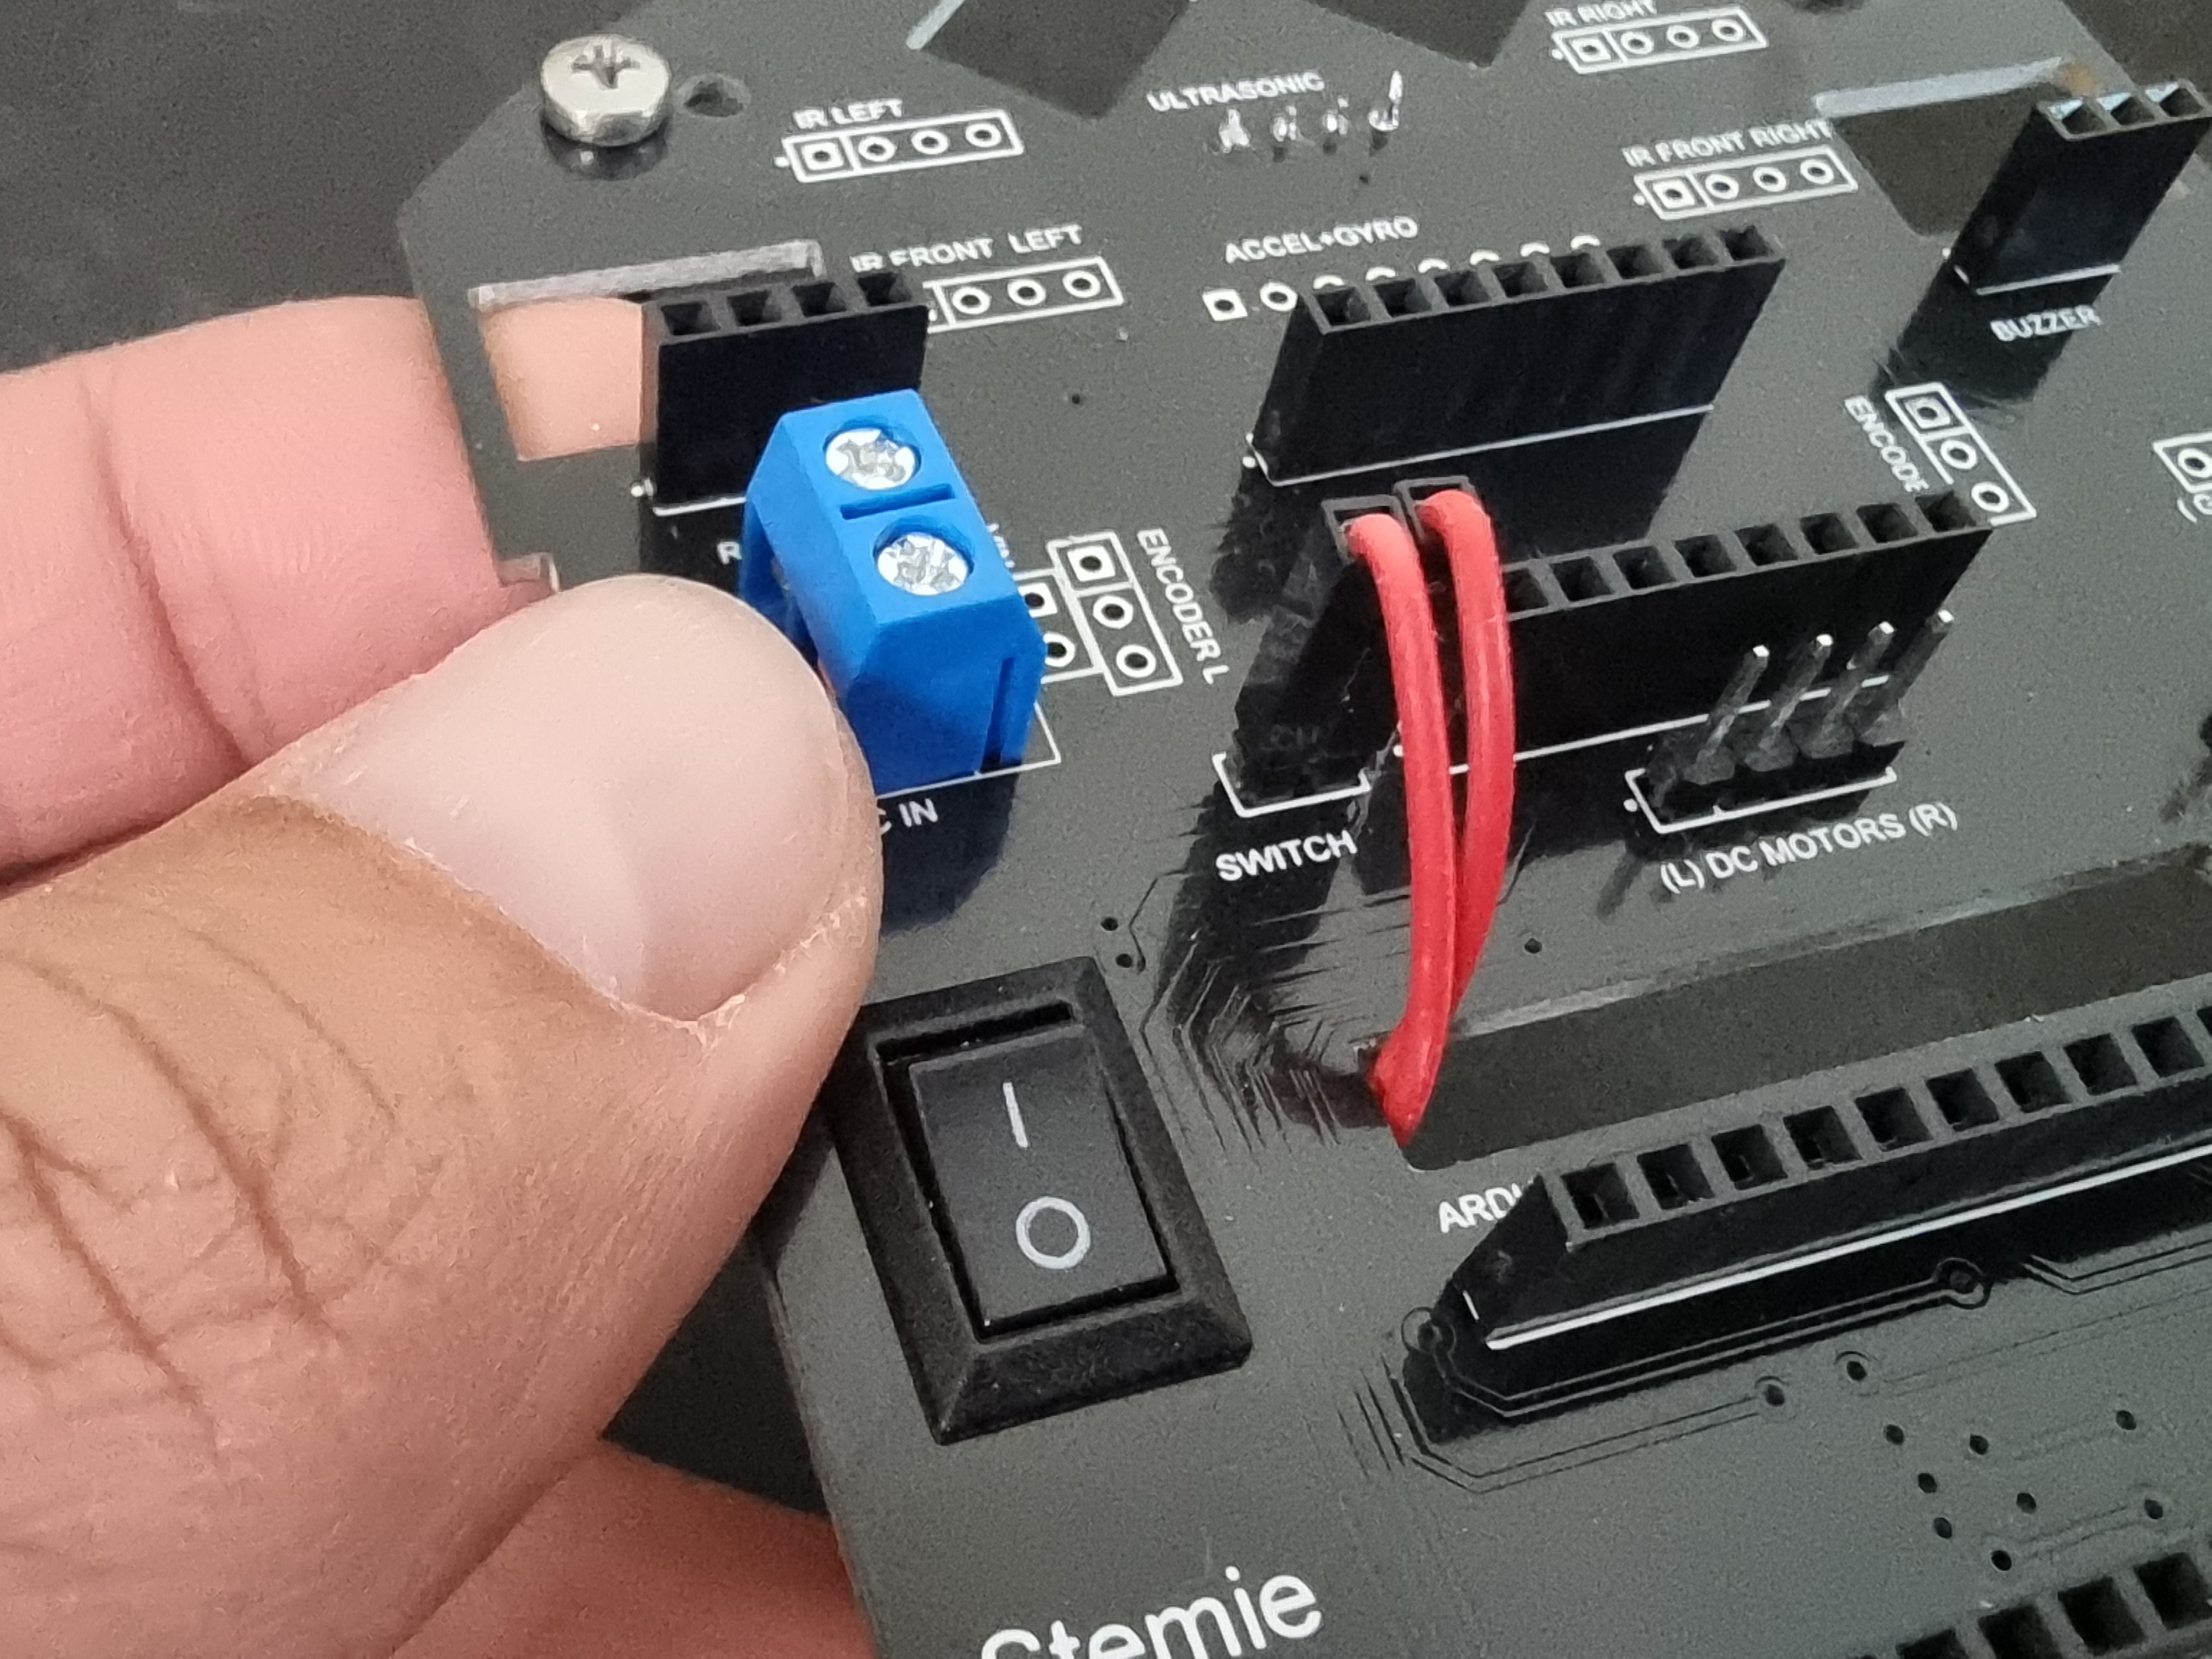 IR RIGHT
IR LEFT
ULTRASONIC
IR FRONT RIGHT
IR FRONT LEFT
ACCEL+GYRO
BUZZER
ENCODE
ENCODER L
C IN
SWITCH
(L) DC MOTORS (R)
I
O
ARD
Stemie